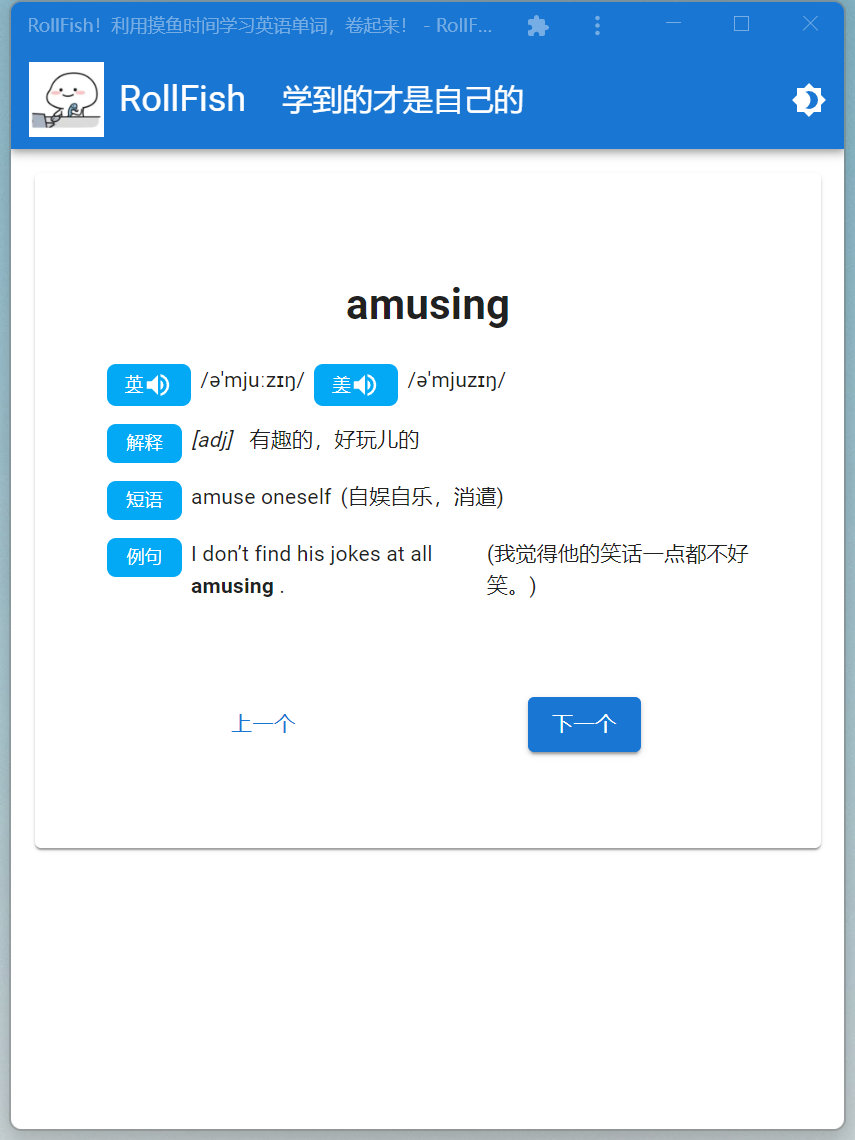 RollFish！利用摸鱼时间学习英语单词，卷起来！ - RollF...
RollFish 学到的才是自己的
amusing
英 /əˈmjuːzɪŋ/ 美 /əˈmjuzɪŋ/
解释 [adj] 有趣的，好玩儿的
短语 amuse oneself (自娱自乐，消遣)
例句 I don’t find his jokes at all (我觉得他的笑话一点都不好
amusing . 笑。)
上一个 下一个